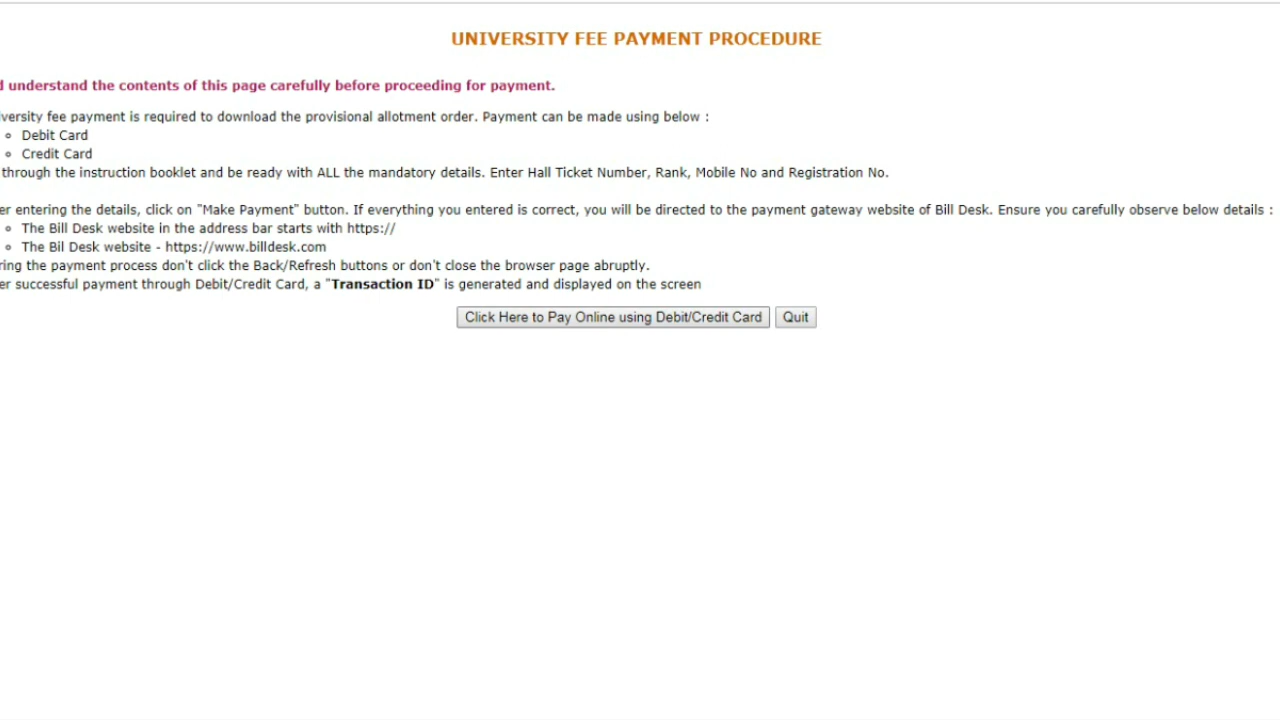 UNIVERSITY FEE PAYMENT PROCEDURE
understand the contents of this page carefully before proceeding for payment.
versity fee payment is required to download the provisional allotment order. Payment can be made using below :
Debit Card
Credit Card
through the instruction booklet and be ready with ALL the mandatory details. Enter Hall Ticket Number, Rank, Mobile No and Registration No.
er entering the details, click on "Make Payment" button. If everything you entered is correct, you will be directed to the payment gateway website of Bill Desk. Ensure you carefully observe below details :
The Bill Desk website in the address bar starts with https://
The Bil Desk website - https://www.billdesk.com
ring the payment process don't click the Back/Refresh buttons or don't close the browser page abruptly.
er successful payment through Debit/Credit Card, a "Transaction ID" is generated and displayed on the screen
Click Here to Pay Online using Debit/Credit Card Quit